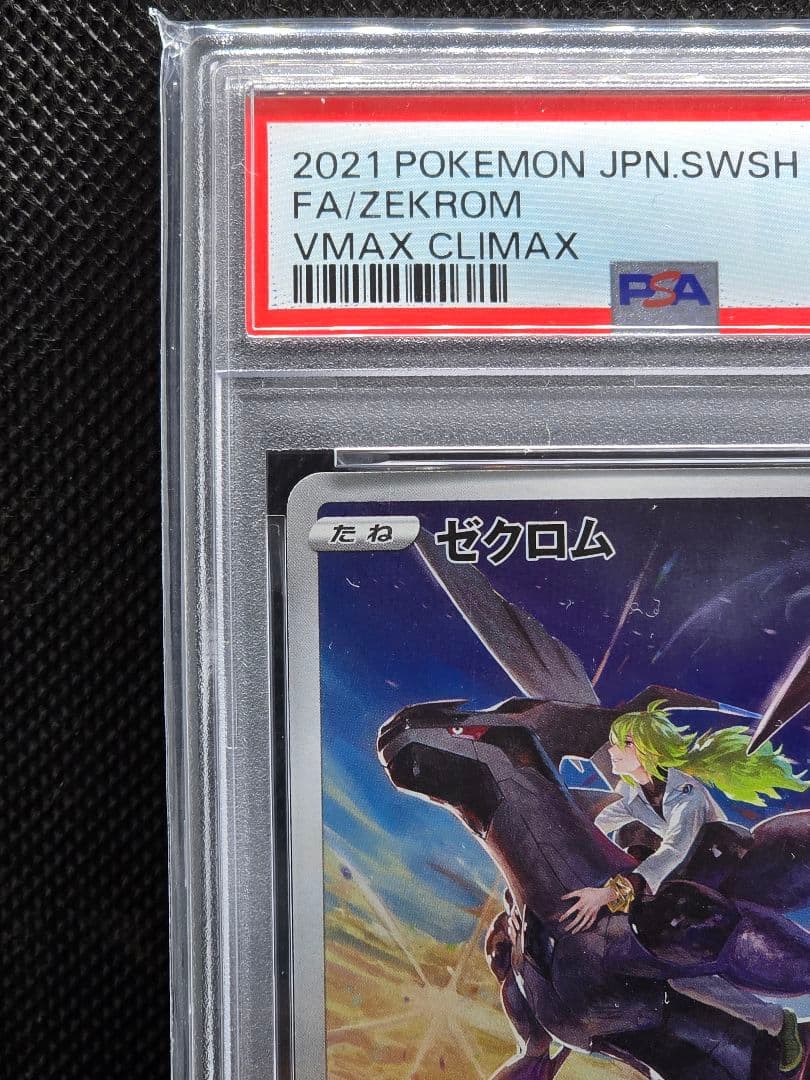 2021 POKEMON JPN.SWSH
FA/ZEKROM
VMAX CLIMAX
PSA
たね ゼクロム